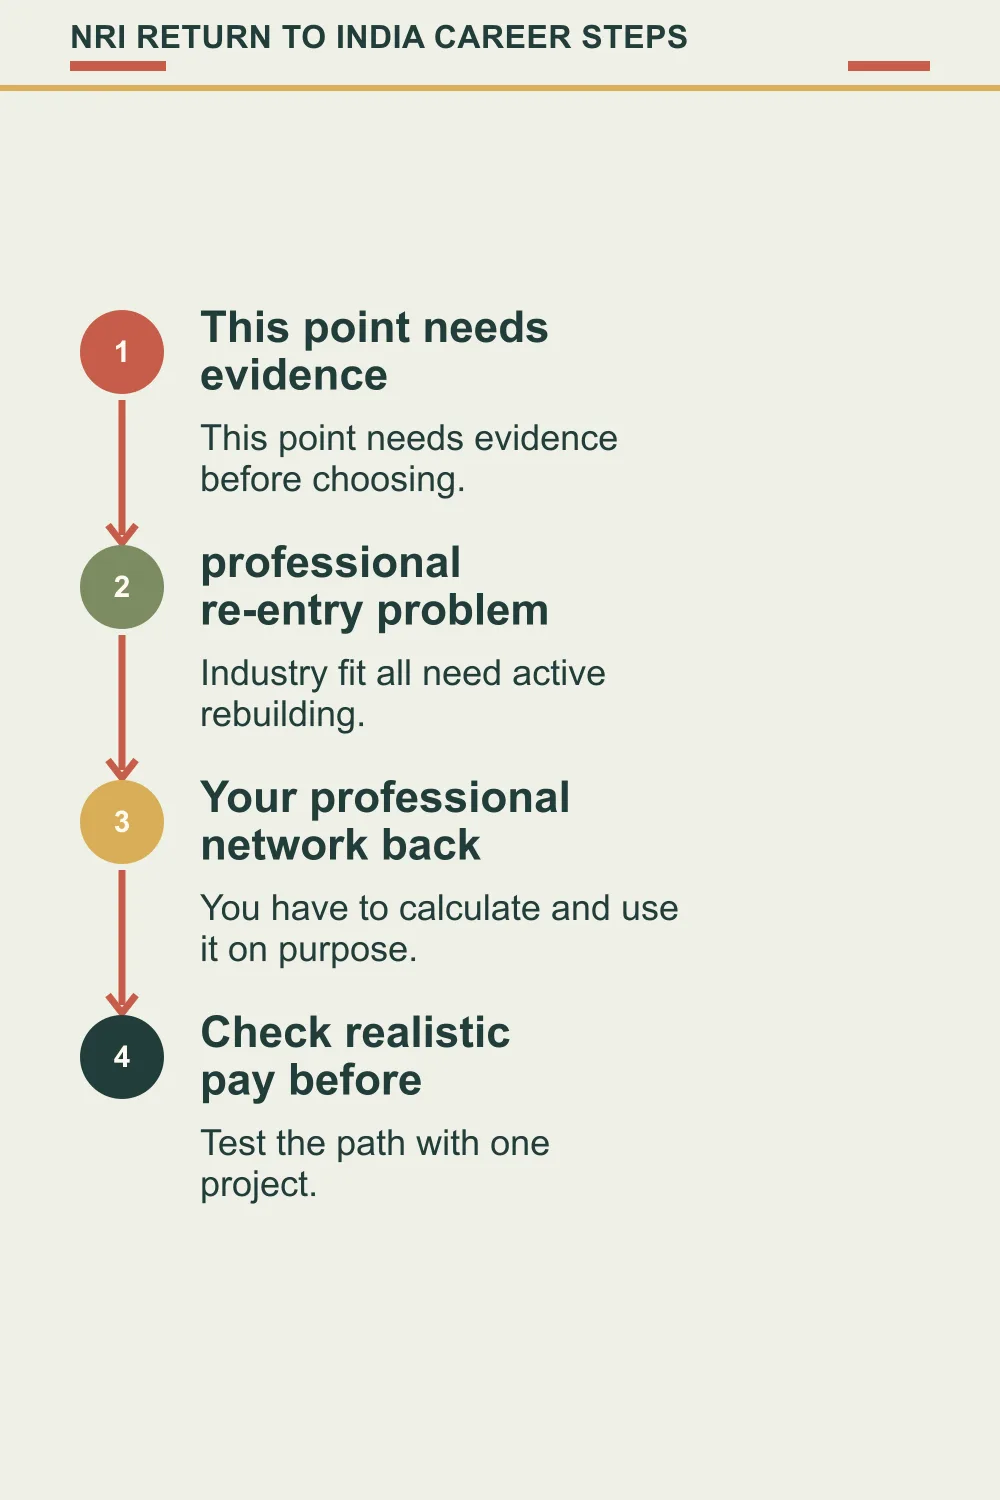 NRI RETURN TO INDIA CAREER STEPS
1
This point needs
evidence
This point needs evidence
before choosing.
2
professional
re-entry problem
Industry fit all need active
rebuilding.
3
Your professional
network back
You have to calculate and use
it on purpose.
4
Check realistic
pay before
Test the path with one
project.